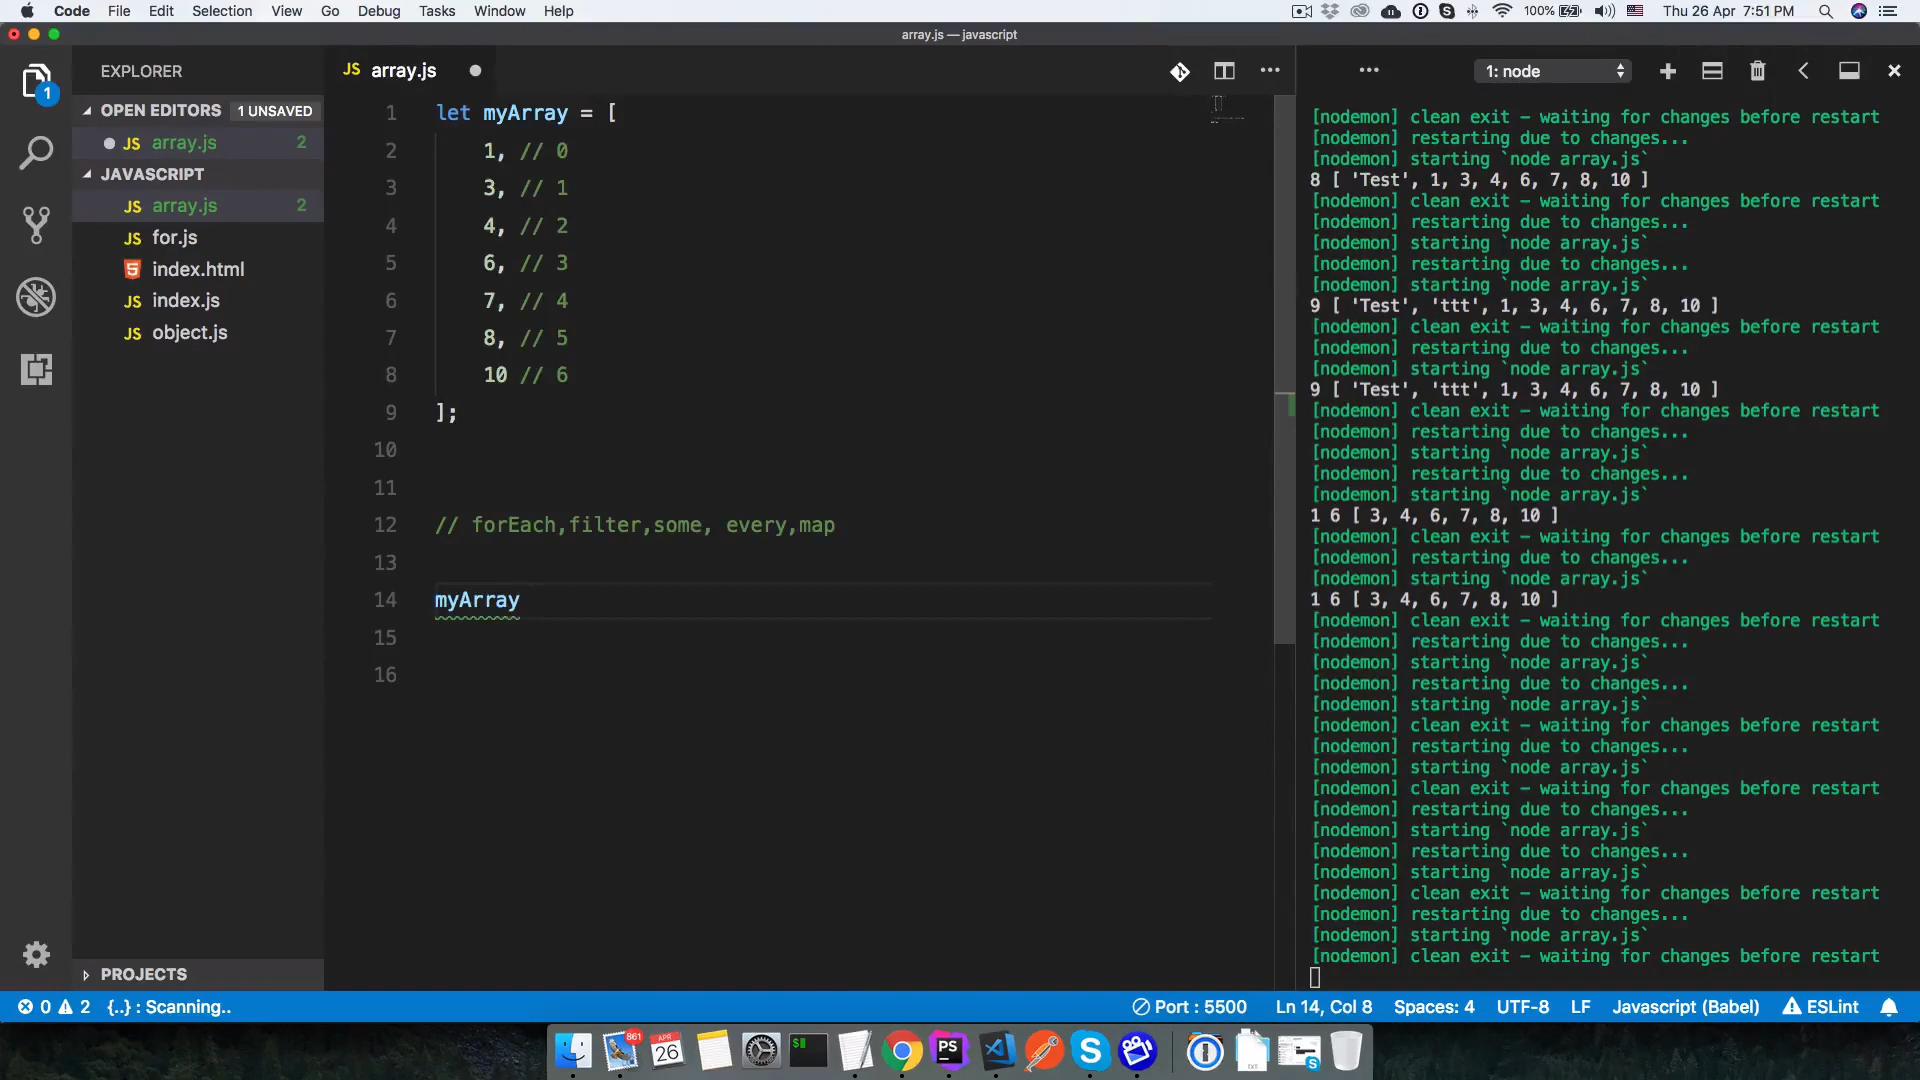 Code File Edit Selection View Go Debug Tasks Window Help 100% Thu 26 Apr 7:51 PM
array.js — javascript
EXPLORER
OPEN EDITORS 1 UNSAVED
JS array.js 2
JAVASCRIPT
JS array.js 2
JS for.js
5 index.html
JS index.js
JS object.js
PROJECTS
1
JS array.js
1 let myArray = [
2 1, // 0
3 3, // 1
4 4, // 2
5 6, // 3
6 7, // 4
7 8, // 5
8 10 // 6
9 ];
10
11
12 // forEach,filter,some, every,map
13
14 myArray
15
16
1: node
[nodemon] clean exit - waiting for changes before restart
[nodemon] restarting due to changes...
[nodemon] starting `node array.js`
8 [ 'Test', 1, 3, 4, 6, 7, 8, 10 ]
[nodemon] clean exit - waiting for changes before restart
[nodemon] restarting due to changes...
[nodemon] starting `node array.js`
[nodemon] restarting due to changes...
[nodemon] starting `node array.js`
9 [ 'Test', 'ttt', 1, 3, 4, 6, 7, 8, 10 ]
[nodemon] clean exit - waiting for changes before restart
[nodemon] restarting due to changes...
[nodemon] starting `node array.js`
9 [ 'Test', 'ttt', 1, 3, 4, 6, 7, 8, 10 ]
[nodemon] clean exit - waiting for changes before restart
[nodemon] restarting due to changes...
[nodemon] starting `node array.js`
[nodemon] restarting due to changes...
[nodemon] starting `node array.js`
1 6 [ 3, 4, 6, 7, 8, 10 ]
[nodemon] clean exit - waiting for changes before restart
[nodemon] restarting due to changes...
[nodemon] starting `node array.js`
1 6 [ 3, 4, 6, 7, 8, 10 ]
[nodemon] clean exit - waiting for changes before restart
[nodemon] restarting due to changes...
[nodemon] starting `node array.js`
[nodemon] restarting due to changes...
[nodemon] starting `node array.js`
[nodemon] clean exit - waiting for changes before restart
[nodemon] restarting due to changes...
[nodemon] starting `node array.js`
[nodemon] clean exit - waiting for changes before restart
[nodemon] restarting due to changes...
[nodemon] starting `node array.js`
[nodemon] restarting due to changes...
[nodemon] starting `node array.js`
[nodemon] clean exit - waiting for changes before restart
[nodemon] restarting due to changes...
[nodemon] starting `node array.js`
[nodemon] clean exit - waiting for changes before restart
0 2 {..} : Scanning.. Port : 5500 Ln 14, Col 8 Spaces: 4 UTF-8 LF Javascript (Babel) ESLint
861 APR 26 $ PS S